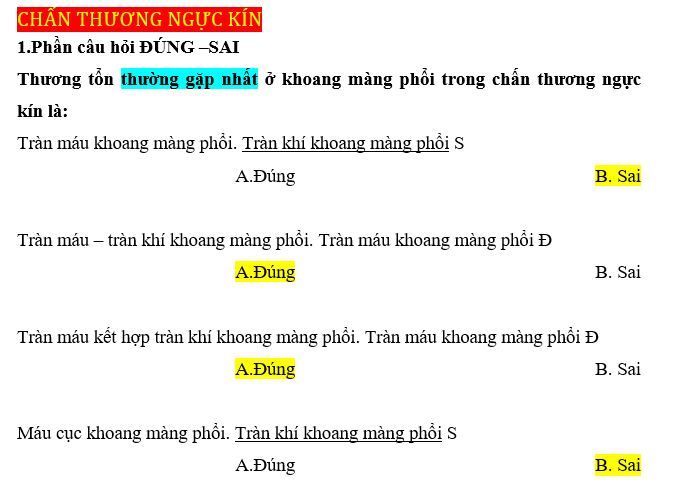 CHẤN THƯƠNG NGỰC KÍN
1.Phần câu hỏi ĐÚNG –SAI
Thương tổn thường gặp nhất ở khoang màng phổi trong chấn thương ngực
kín là:
Tràn máu khoang màng phổi. Tràn khí khoang màng phổi S
A.Đúng B. Sai
Tràn máu – tràn khí khoang màng phổi. Tràn máu khoang màng phổi Đ
A.Đúng B. Sai
Tràn máu kết hợp tràn khí khoang màng phổi. Tràn máu khoang màng phổi Đ
A.Đúng B. Sai
Máu cục khoang màng phổi. Tràn khí khoang màng phổi S
A.Đúng B. Sai